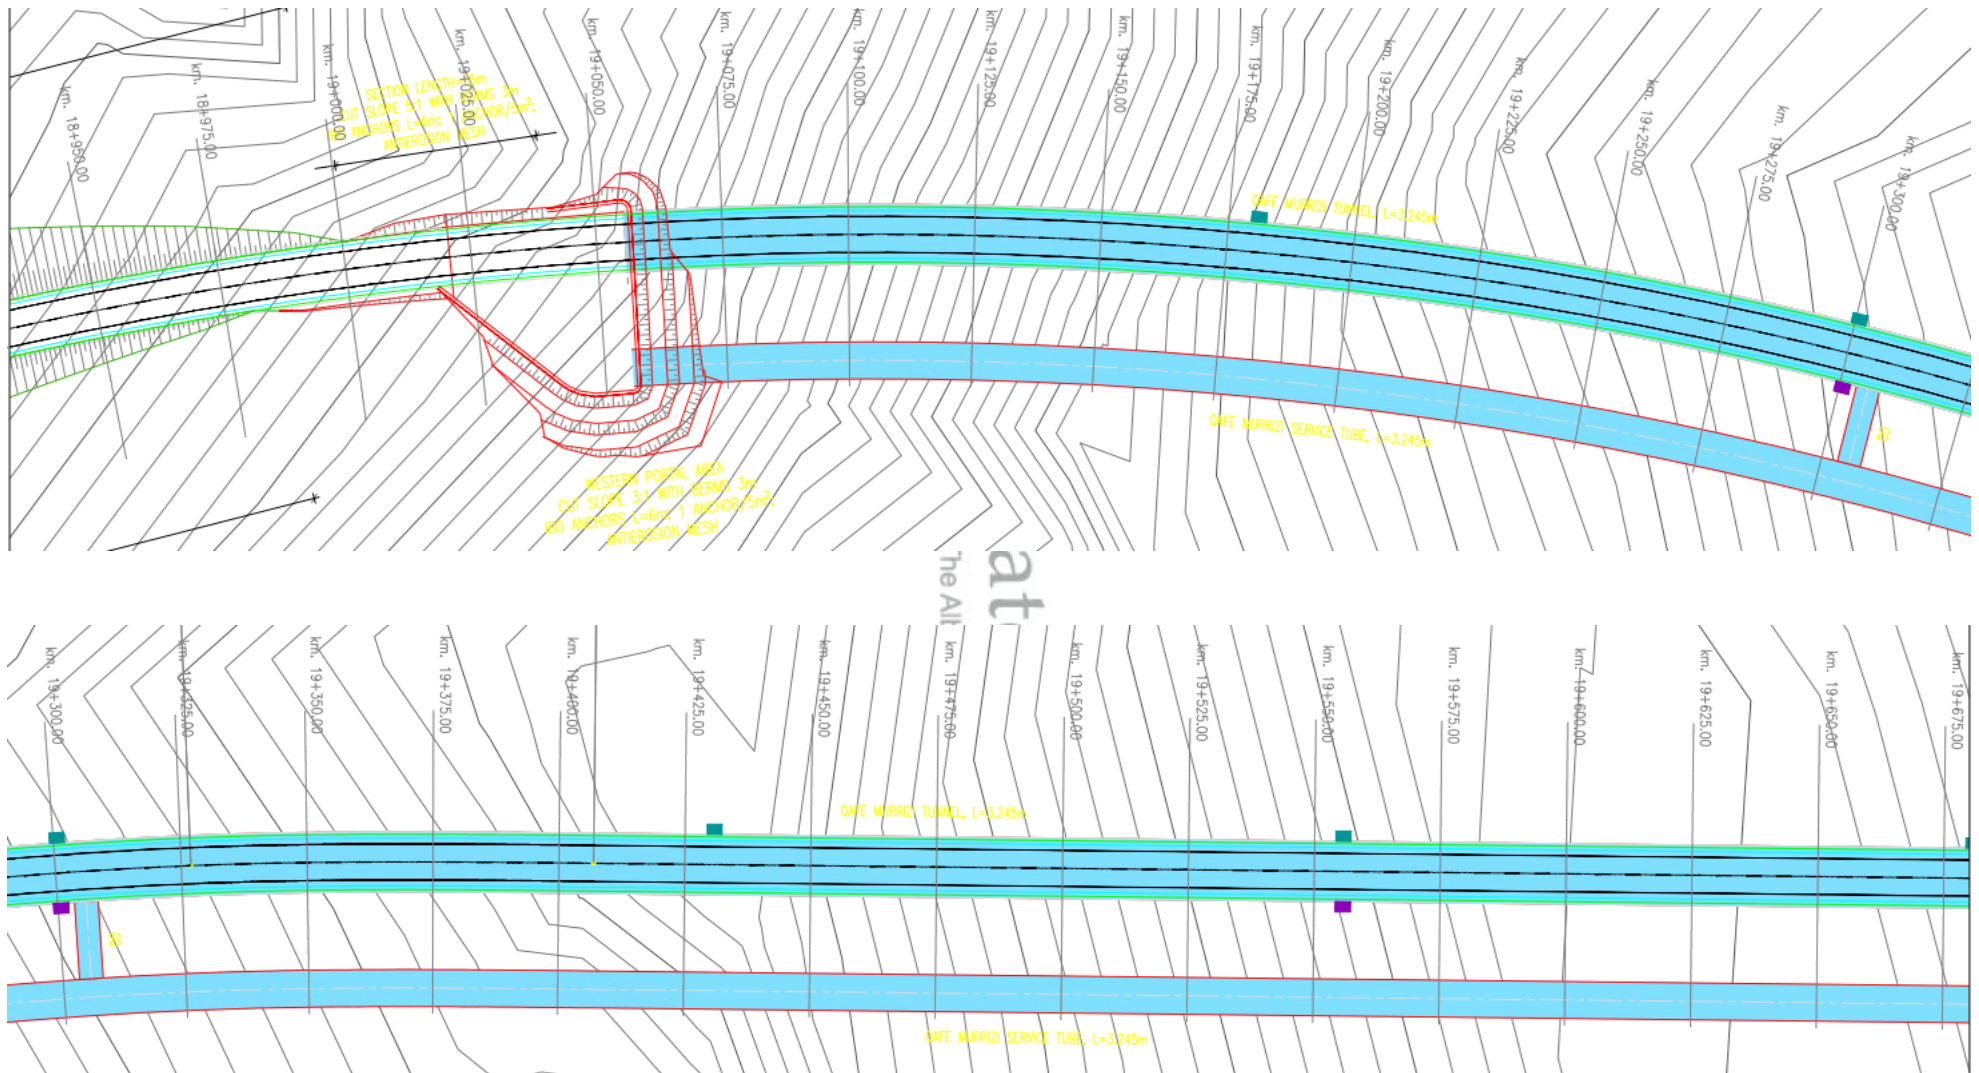 km. 18+950.00
km. 18+975.00
km. 19+000.00
km. 19+025.00
km. 19+050.00
km. 19+075.00
km. 19+100.00
km. 19+125.00
km. 19+150.00
km. 19+175.00
km. 19+200.00
km. 19+225.00
km. 19+250.00
km. 19+275.00
km. 19+300.00
SECTION LENGTH=
CUT SLOPE 5:1 WITH BERMS 3m
ANCHORS L=6m; 1 ANCHOR/5m²;
ANTIEROSION MESH
QAFE MURRIZI TUNNEL, L=3.245m
QAFE MURRIZI SERVICE TUBE, L=3.245m
WESTERN PORTAL AREA
CUT SLOPE 3:1 WITH BERMS 3m
IBO ANCHORS L=6m; 1 ANCHOR/5m²;
ANTIEROSION MESH
at
The Al
km. 19+300.00
km. 19+325.00
km. 19+350.00
km. 19+375.00
km. 19+400.00
km. 19+425.00
km. 19+450.00
km. 19+475.00
km. 19+500.00
km. 19+525.00
km. 19+550.00
km. 19+575.00
km. 19+600.00
km. 19+625.00
km. 19+650.00
km. 19+675.00
QAFE MURRIZI TUNNEL, L=3.245m
QAFE MURRIZI SERVICE TUBE, L=3.245m